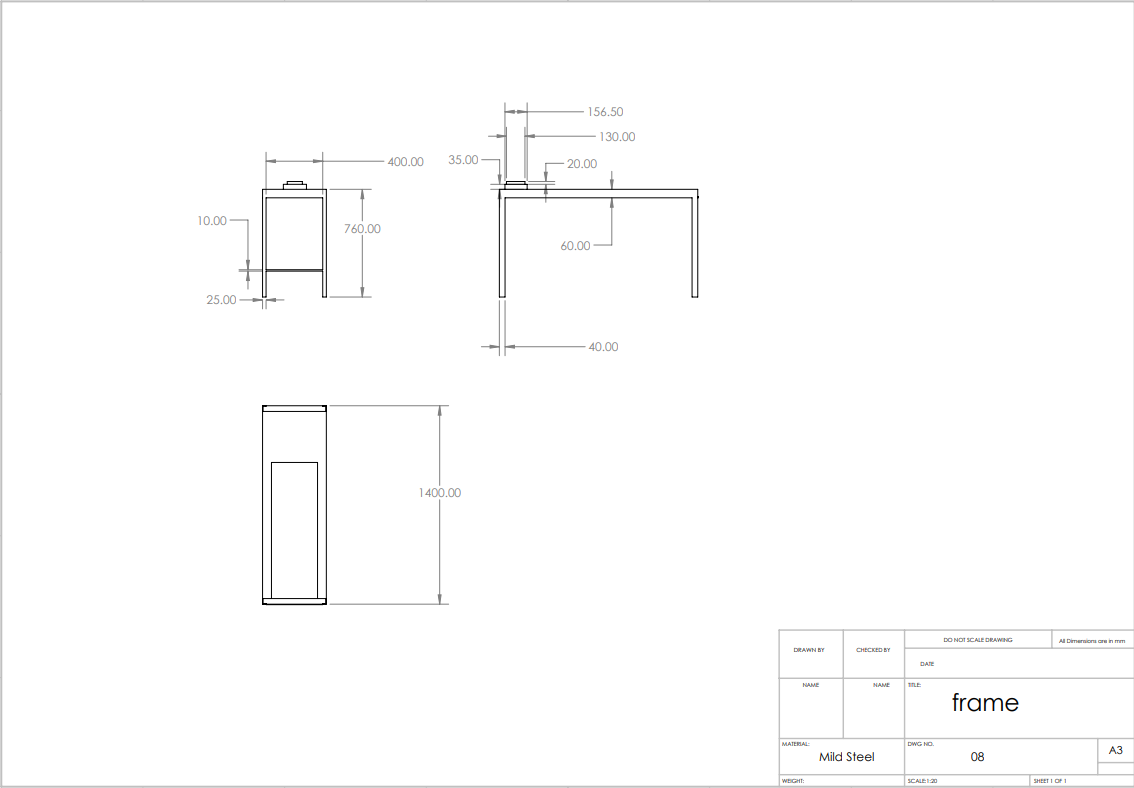 156.50
130.00
35.00
20.00
400.00
10.00
760.00
60.00
25.00
40.00
1400.00
DRAWN BY
CHECKED BY
DO NOT SCALE DRAWING
All Dimensions are in mm
DATE
NAME
NAME
TITLE:
frame
MATERIAL:
Mild Steel
DWG NO.
08
A3
WEIGHT:
SCALE:1:20
SHEET 1 OF 1